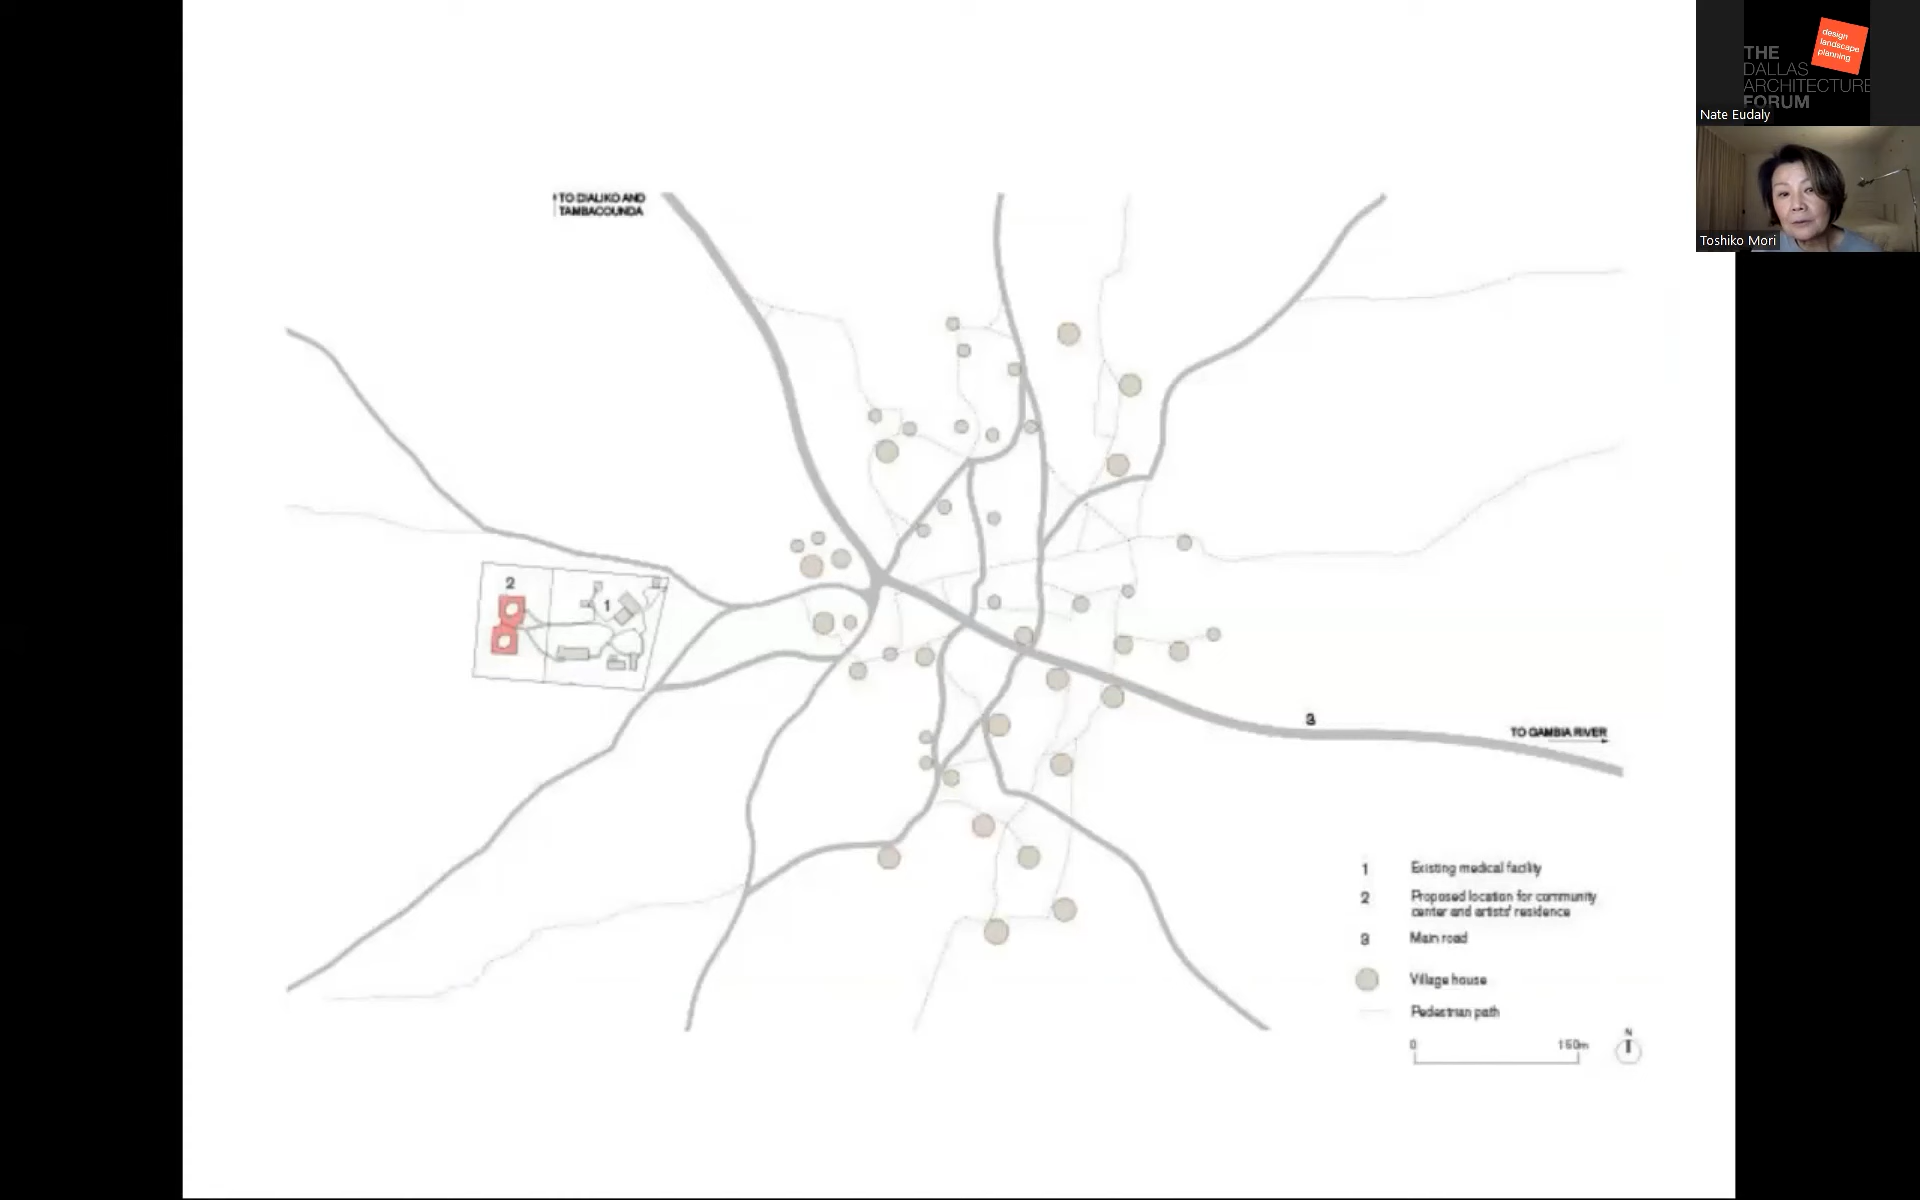 THE
DALLAS
ARCHITECTURE
FORUM
design
landscape
planning
Nate Eudaly
Toshiko Mori
TO DIALIKO AND
TAMBACOUNDA
2
1
3
TO GAMBIA RIVER
1 Existing medical facility
2 Proposed location for community
center and artists' residence
3 Main road
Village house
Pedestrian path
0 150m
N